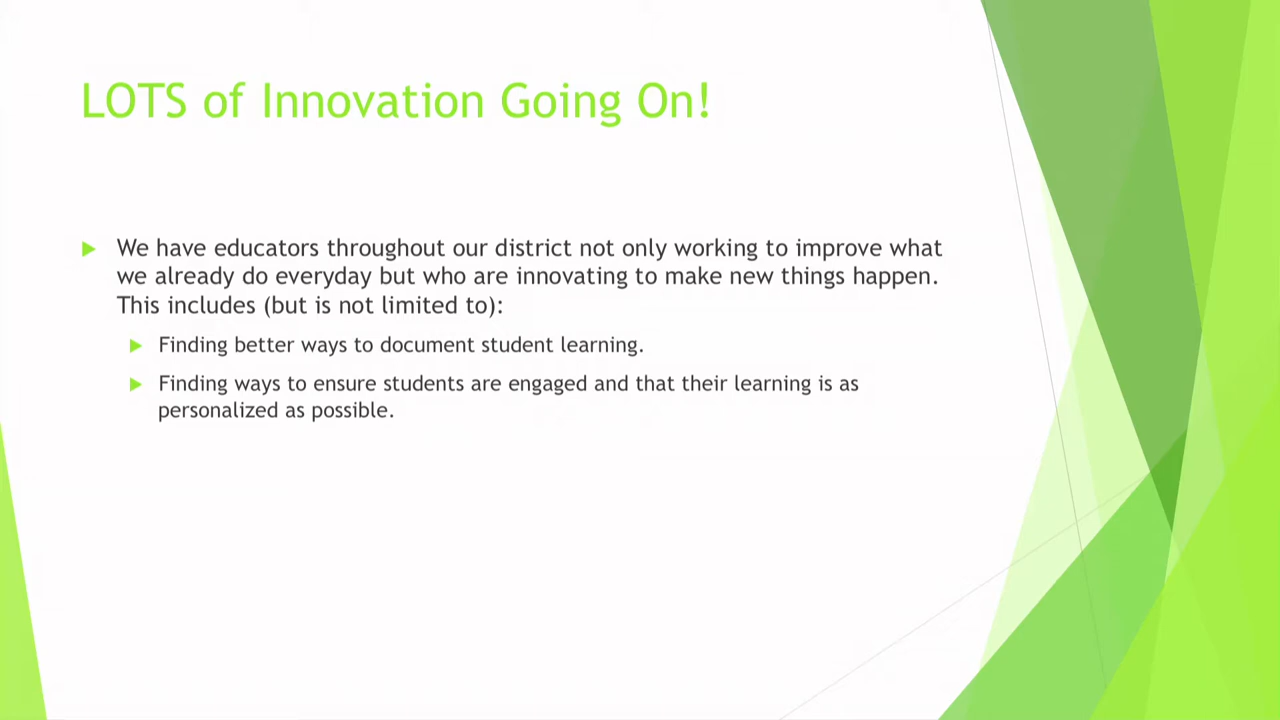 LOTS of Innovation Going On!
We have educators throughout our district not only working to improve what
we already do everyday but who are innovating to make new things happen.
This includes (but is not limited to):
Finding better ways to document student learning.
Finding ways to ensure students are engaged and that their learning is as
personalized as possible.